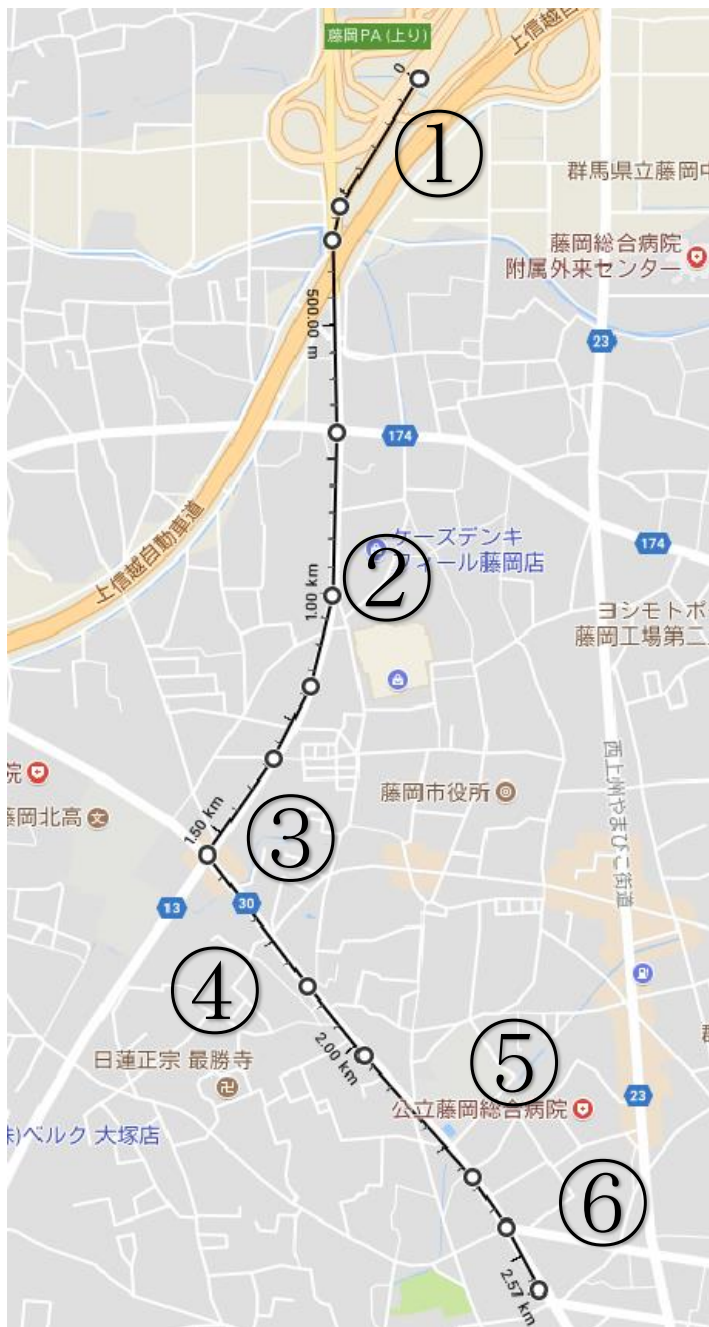 藤岡PA(上り)
上信越自
0
①
群馬県立藤岡中
藤岡総合病院
附属外来センター
23
500.00 m
174
上信越自動車道
ケーズデンキ
フィール藤岡店
174
②
1.00 km
ヨシモトポ
藤岡工場第二
西上州やまびこ街道
院
藤岡市役所
藤岡北高
文
1.50 km
③
13
30
④
2.00 km
⑤
日蓮正宗 最勝寺
卍
23
公立藤岡総合病院
株)ベルク 大塚店
⑥
2.57 km